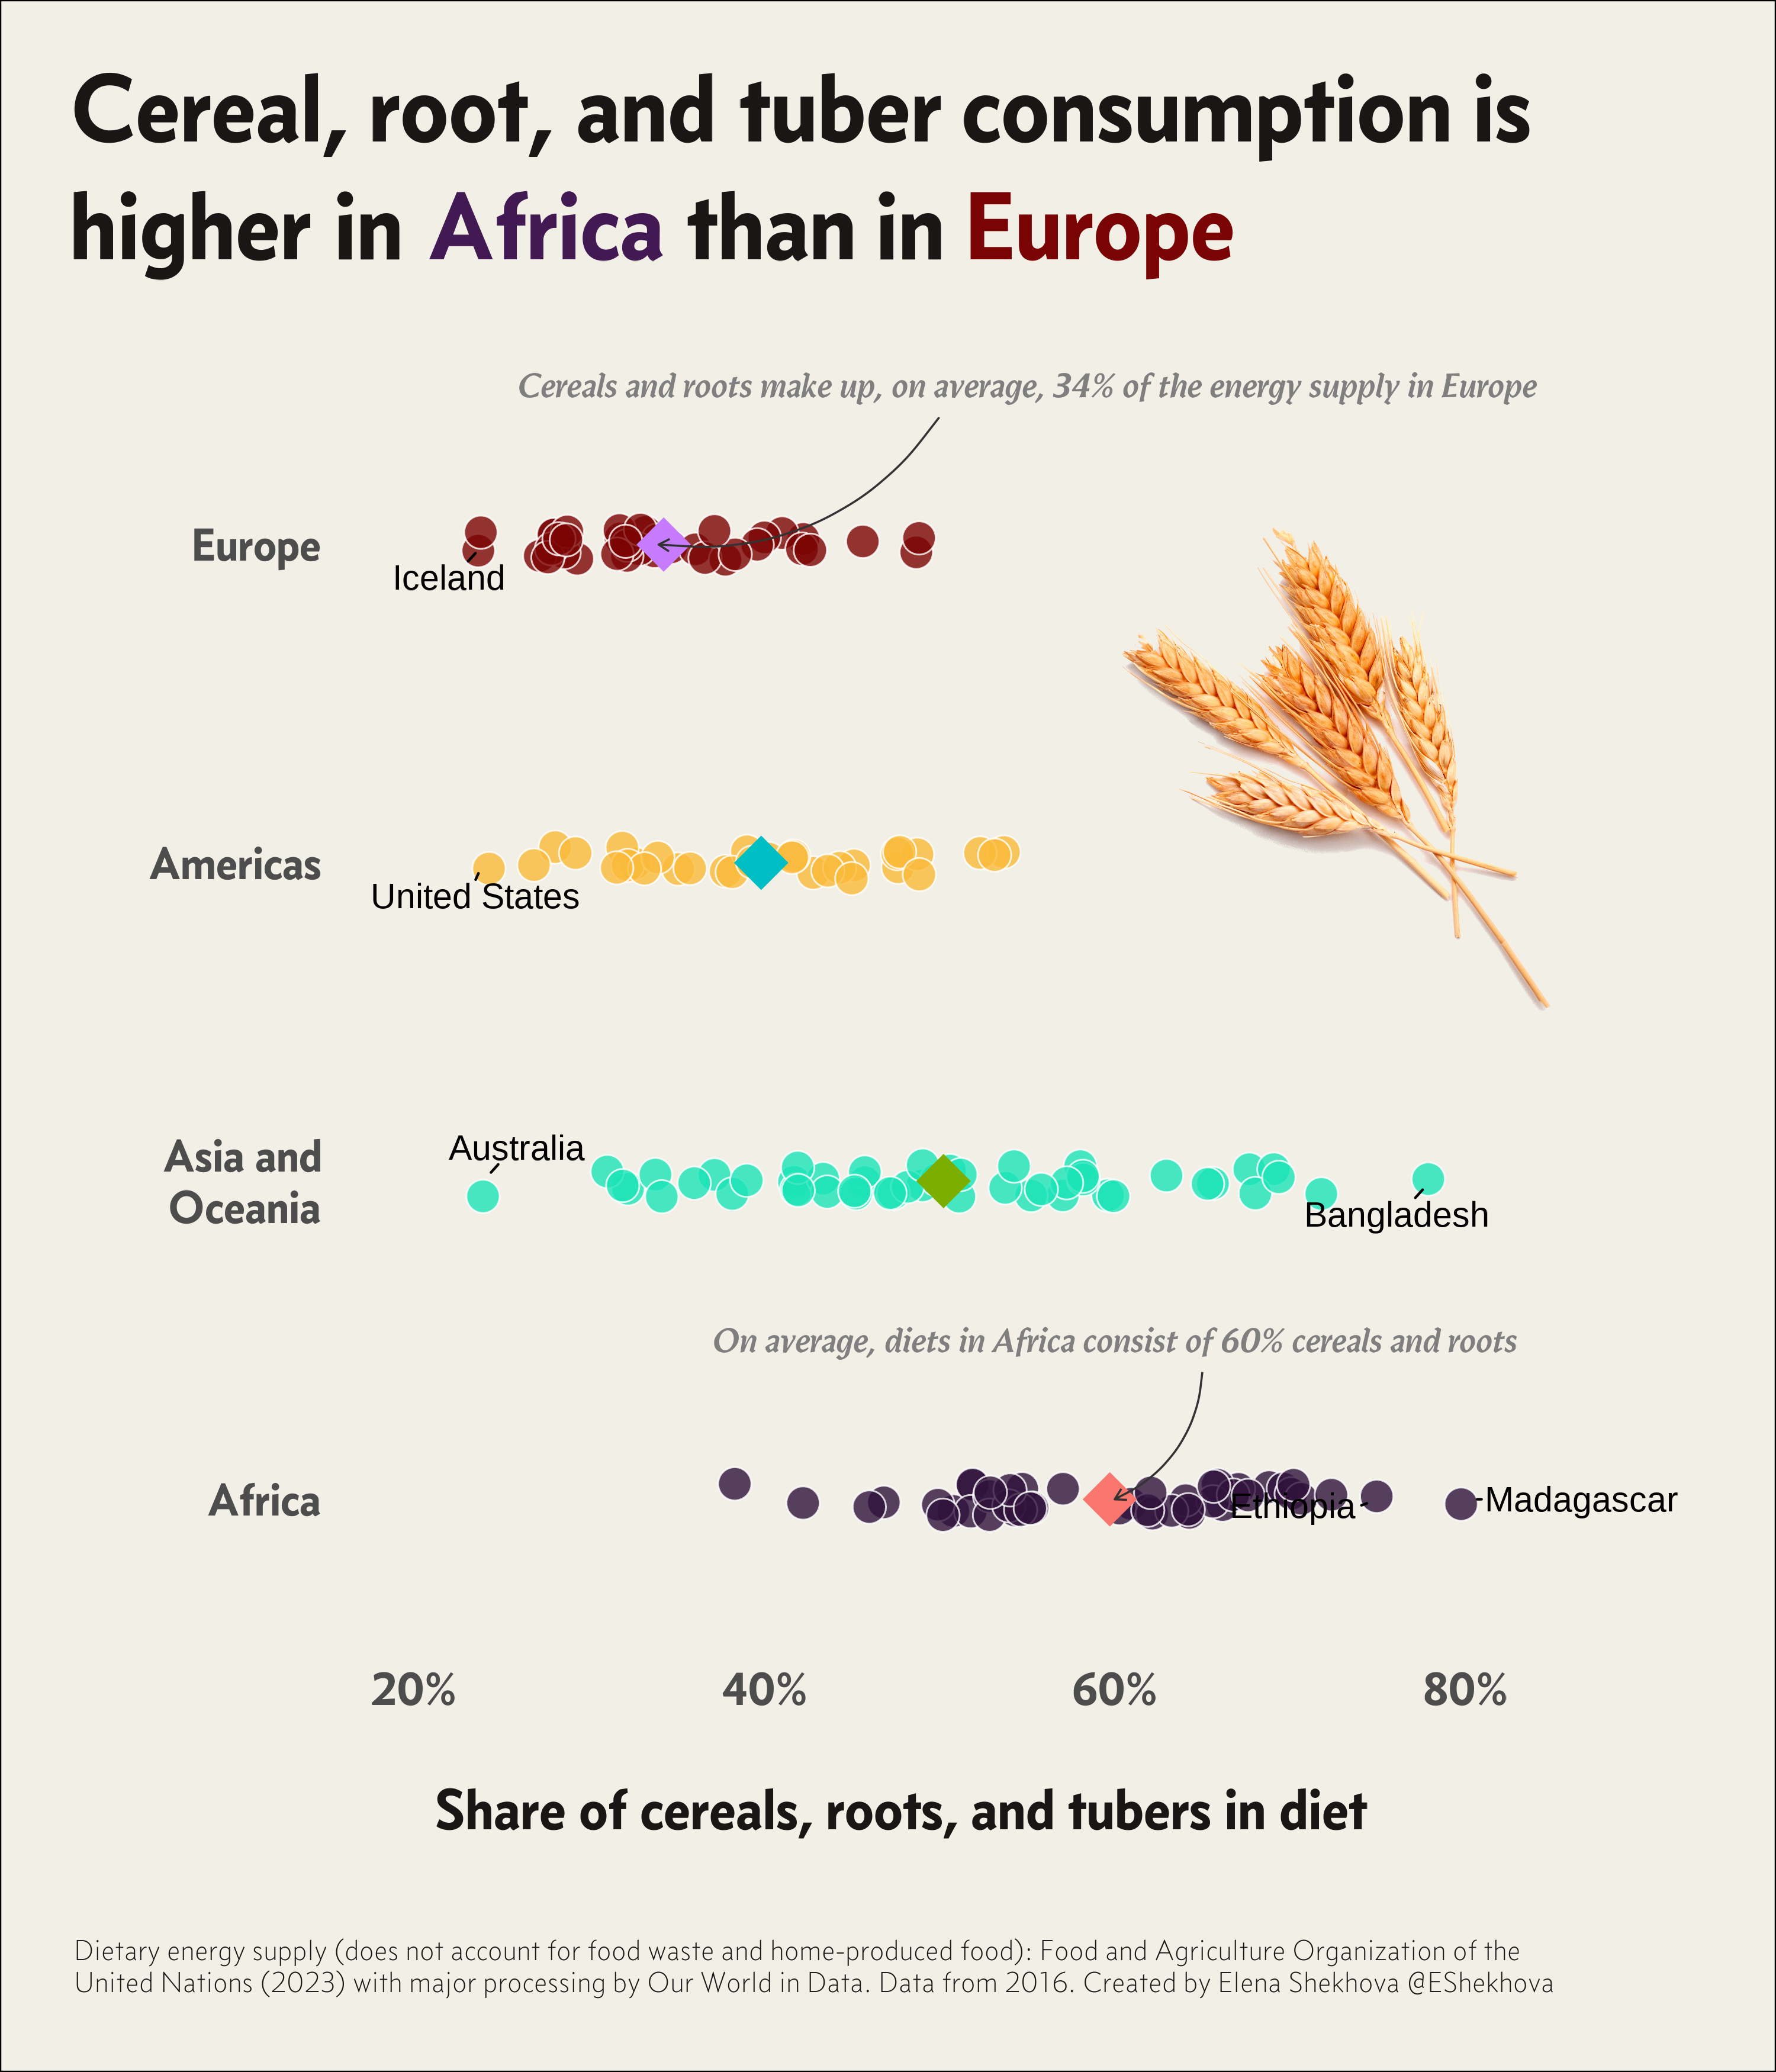 Cereal, root, and tuber consumption is
higher in Africa than in Europe
Cereals and roots make up, on average, 34% of the energy supply in Europe
Europe
Iceland
Americas
United States
Asia and
Oceania
Australia
Bangladesh
On average, diets in Africa consist of 60% cereals and roots
Africa
Ethiopia
Madagascar
20% 40% 60% 80%
Share of cereals, roots, and tubers in diet
Dietary energy supply (does not account for food waste and home-produced food): Food and Agriculture Organization of the
United Nations (2023) with major processing by Our World in Data. Data from 2016. Created by Elena Shekhova @EShekhova